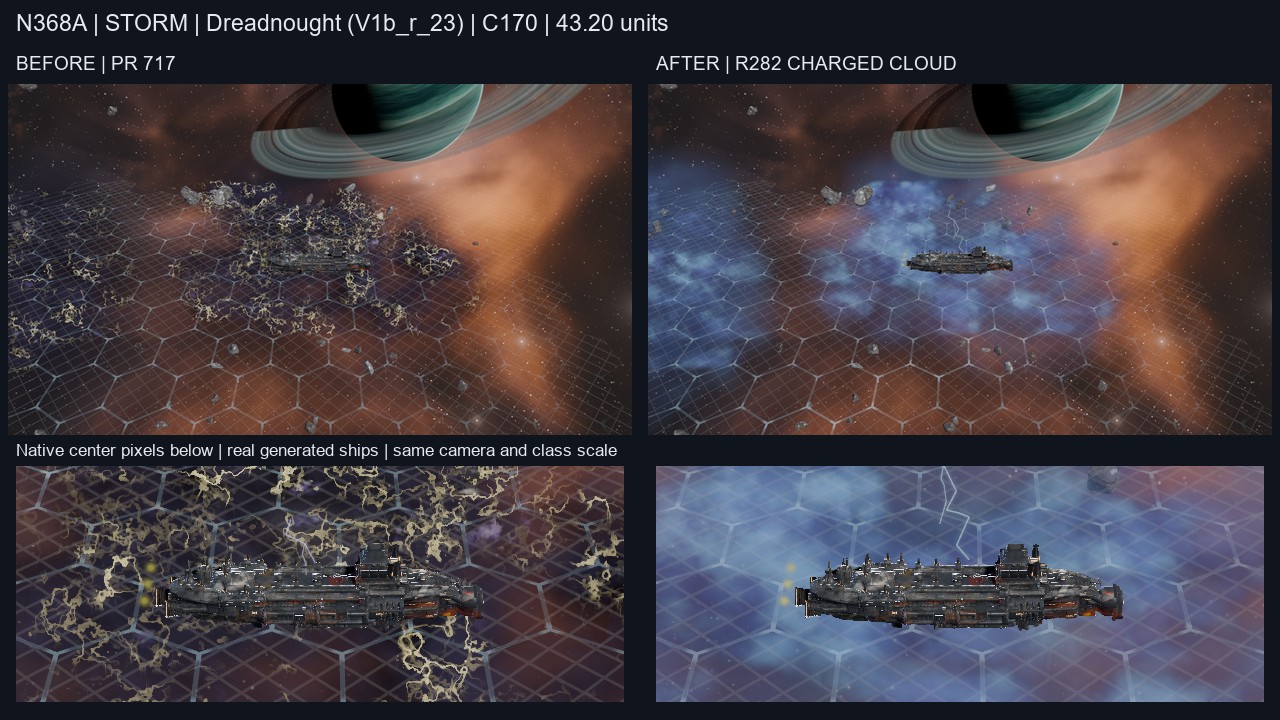 N368A | STORM | Dreadnought (V1b_r_23) | C170 | 43.20 units
BEFORE | PR 717
AFTER | R282 CHARGED CLOUD
Native center pixels below | real generated ships | same camera and class scale